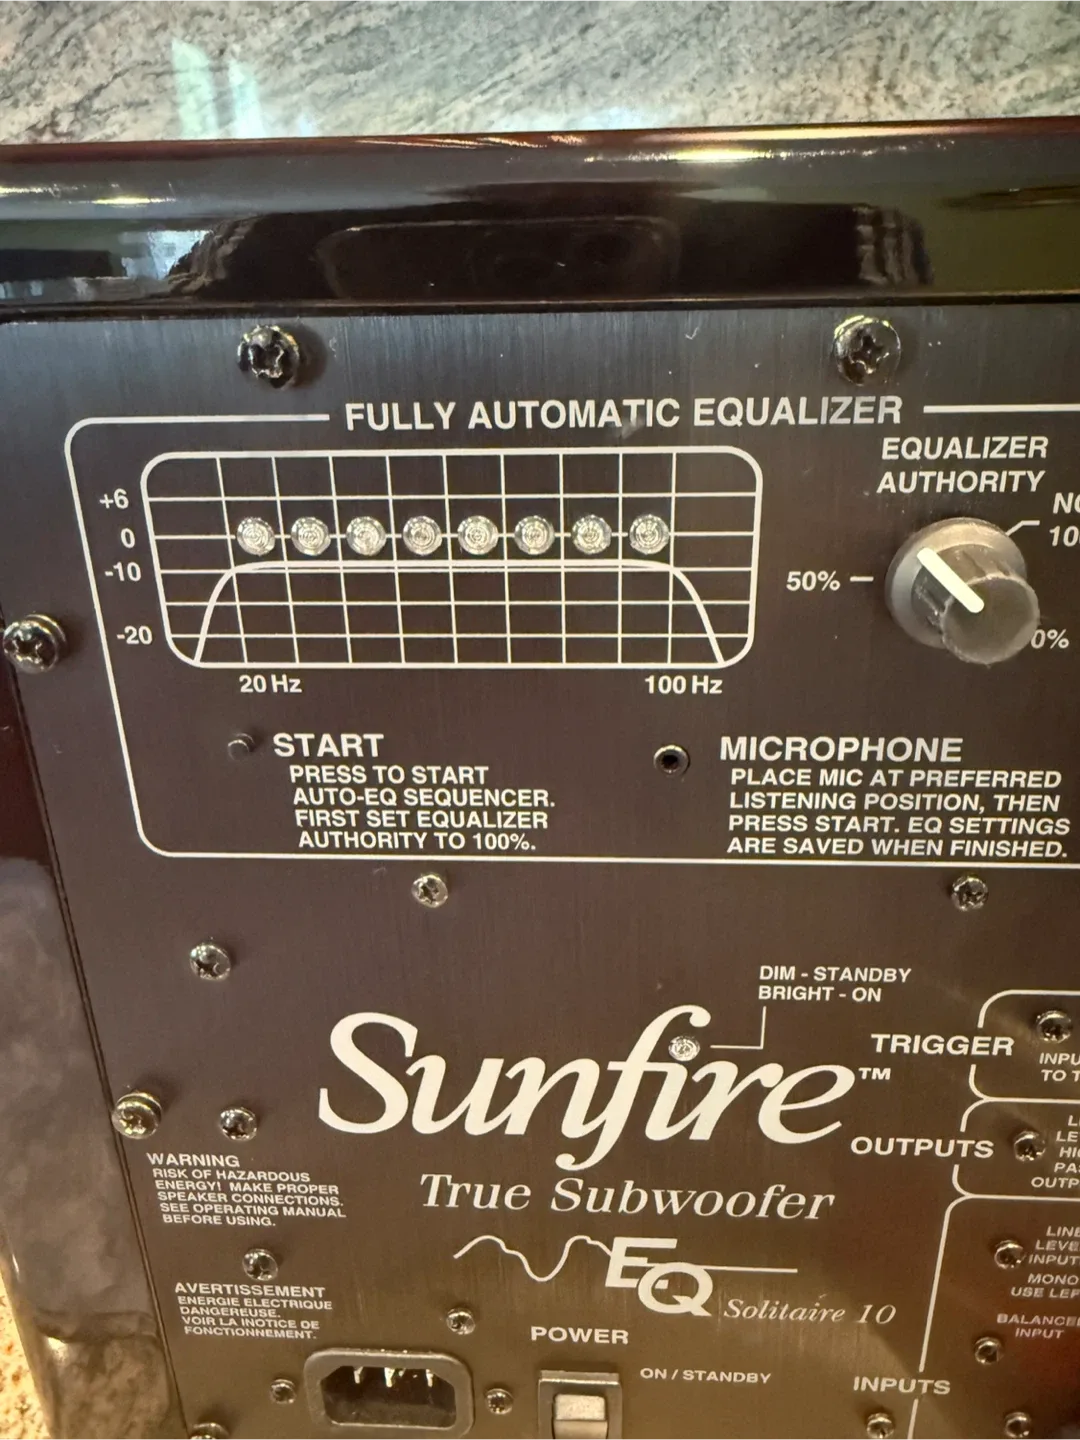 FULLY AUTOMATIC EQUALIZER
EQUALIZER
AUTHORITY
+6
0
-10
-20
50%
20 Hz
100 Hz
START
PRESS TO START
AUTO-EQ SEQUENCER.
FIRST SET EQUALIZER
AUTHORITY TO 100%.
MICROPHONE
PLACE MIC AT PREFERRED
LISTENING POSITION, THEN
PRESS START. EQ SETTINGS
ARE SAVED WHEN FINISHED.
DIM - STANDBY
BRIGHT - ON
Sunfire™
True Subwoofer
EQ
Solitaire 10
TRIGGER
TO
OUTPUTS
WARNING
RISK OF HAZARDOUS
ENERGY! MAKE PROPER
SPEAKER CONNECTIONS.
SEE OPERATING MANUAL
BEFORE USING.
AVERTISSEMENT
ENERGIE ELECTRIQUE
DANGEREUSE.
VOIR LA INOTICE DE
FONCTIONNEMENT.
POWER
ON / STANDBY
LINE
MONO
USE
INPUT
INPUTS